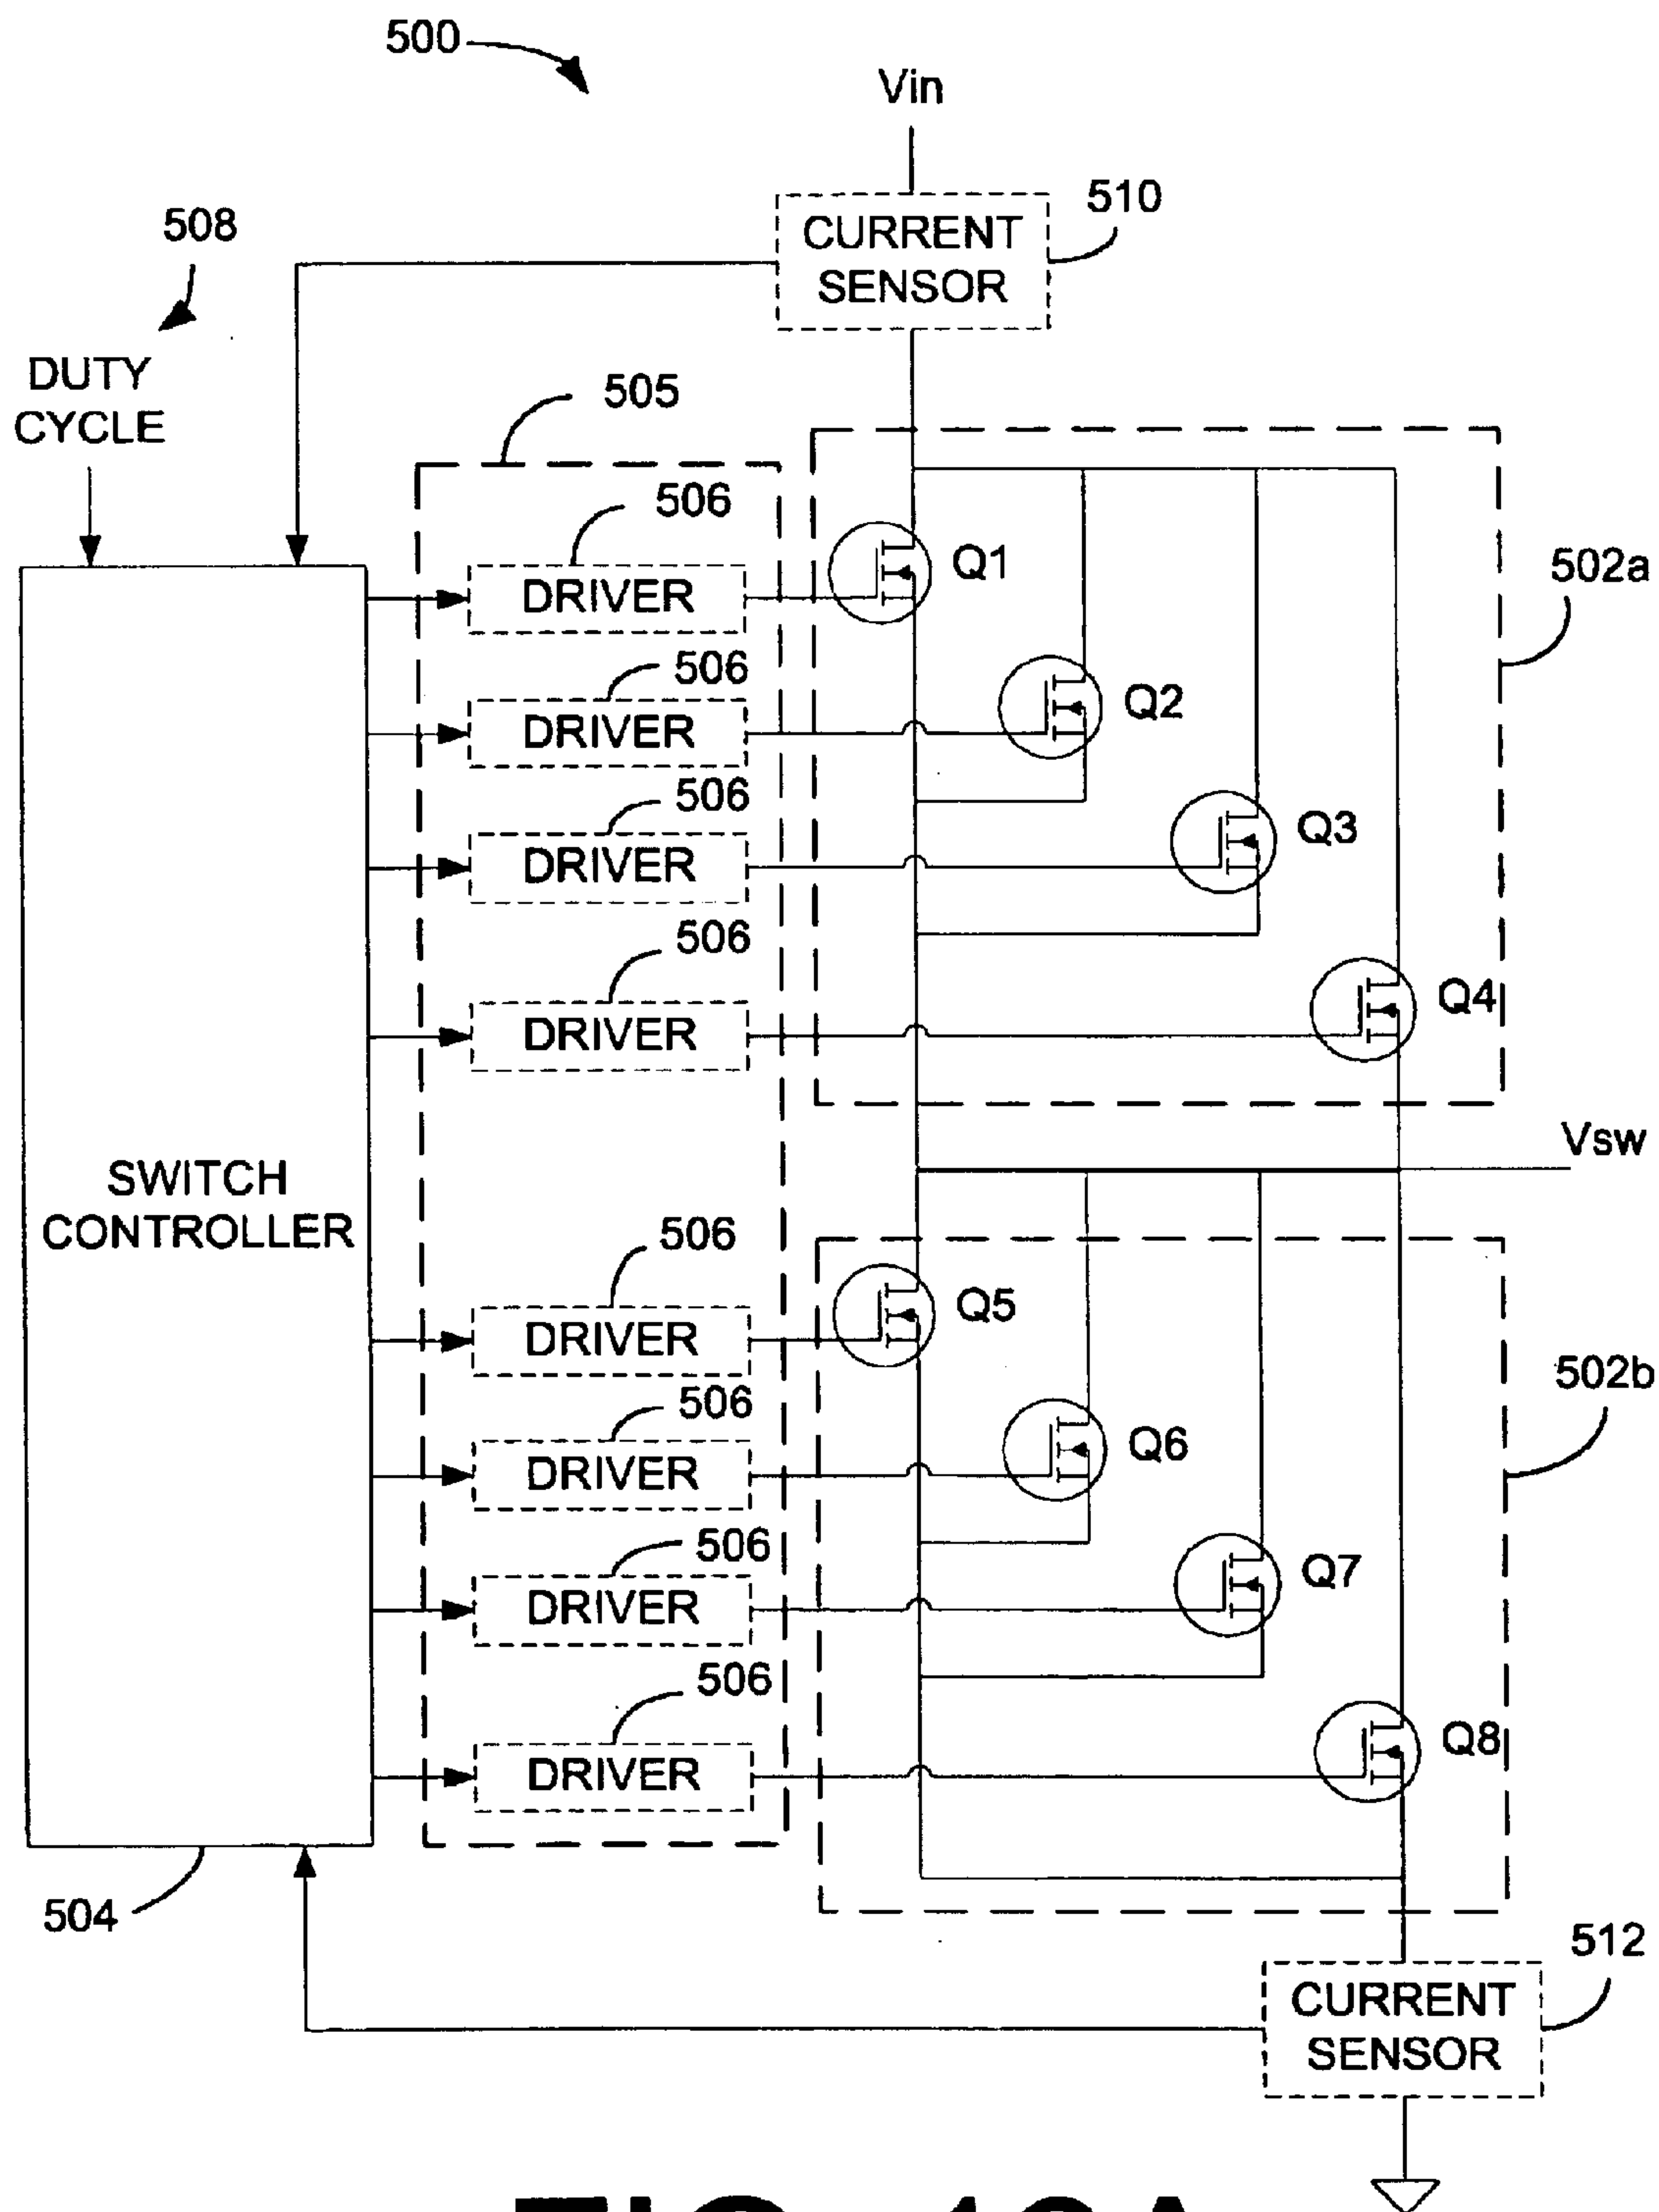 500
Vin
508
CURRENT
SENSOR
510
DUTY
CYCLE
505
506
DRIVER
Q1
502a
506
DRIVER
Q2
506
DRIVER
Q3
506
DRIVER
Q4
Vsw
SWITCH
CONTROLLER
506
DRIVER
Q5
502b
506
DRIVER
Q6
506
DRIVER
Q7
506
DRIVER
Q8
504
512
CURRENT
SENSOR